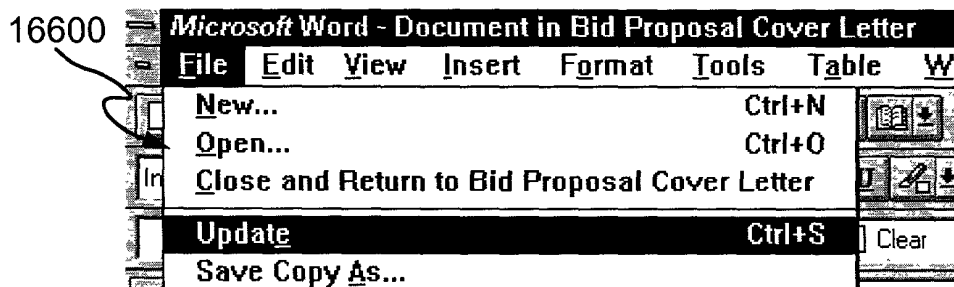 16600
Microsoft Word - Document in Bid Proposal Cover Letter
File Edit View Insert Format Tools Table W
New... Ctrl+N
Open... Ctrl+O
In
Close and Return to Bid Proposal Cover Letter U
Update Ctrl+S Clear
Save Copy As...